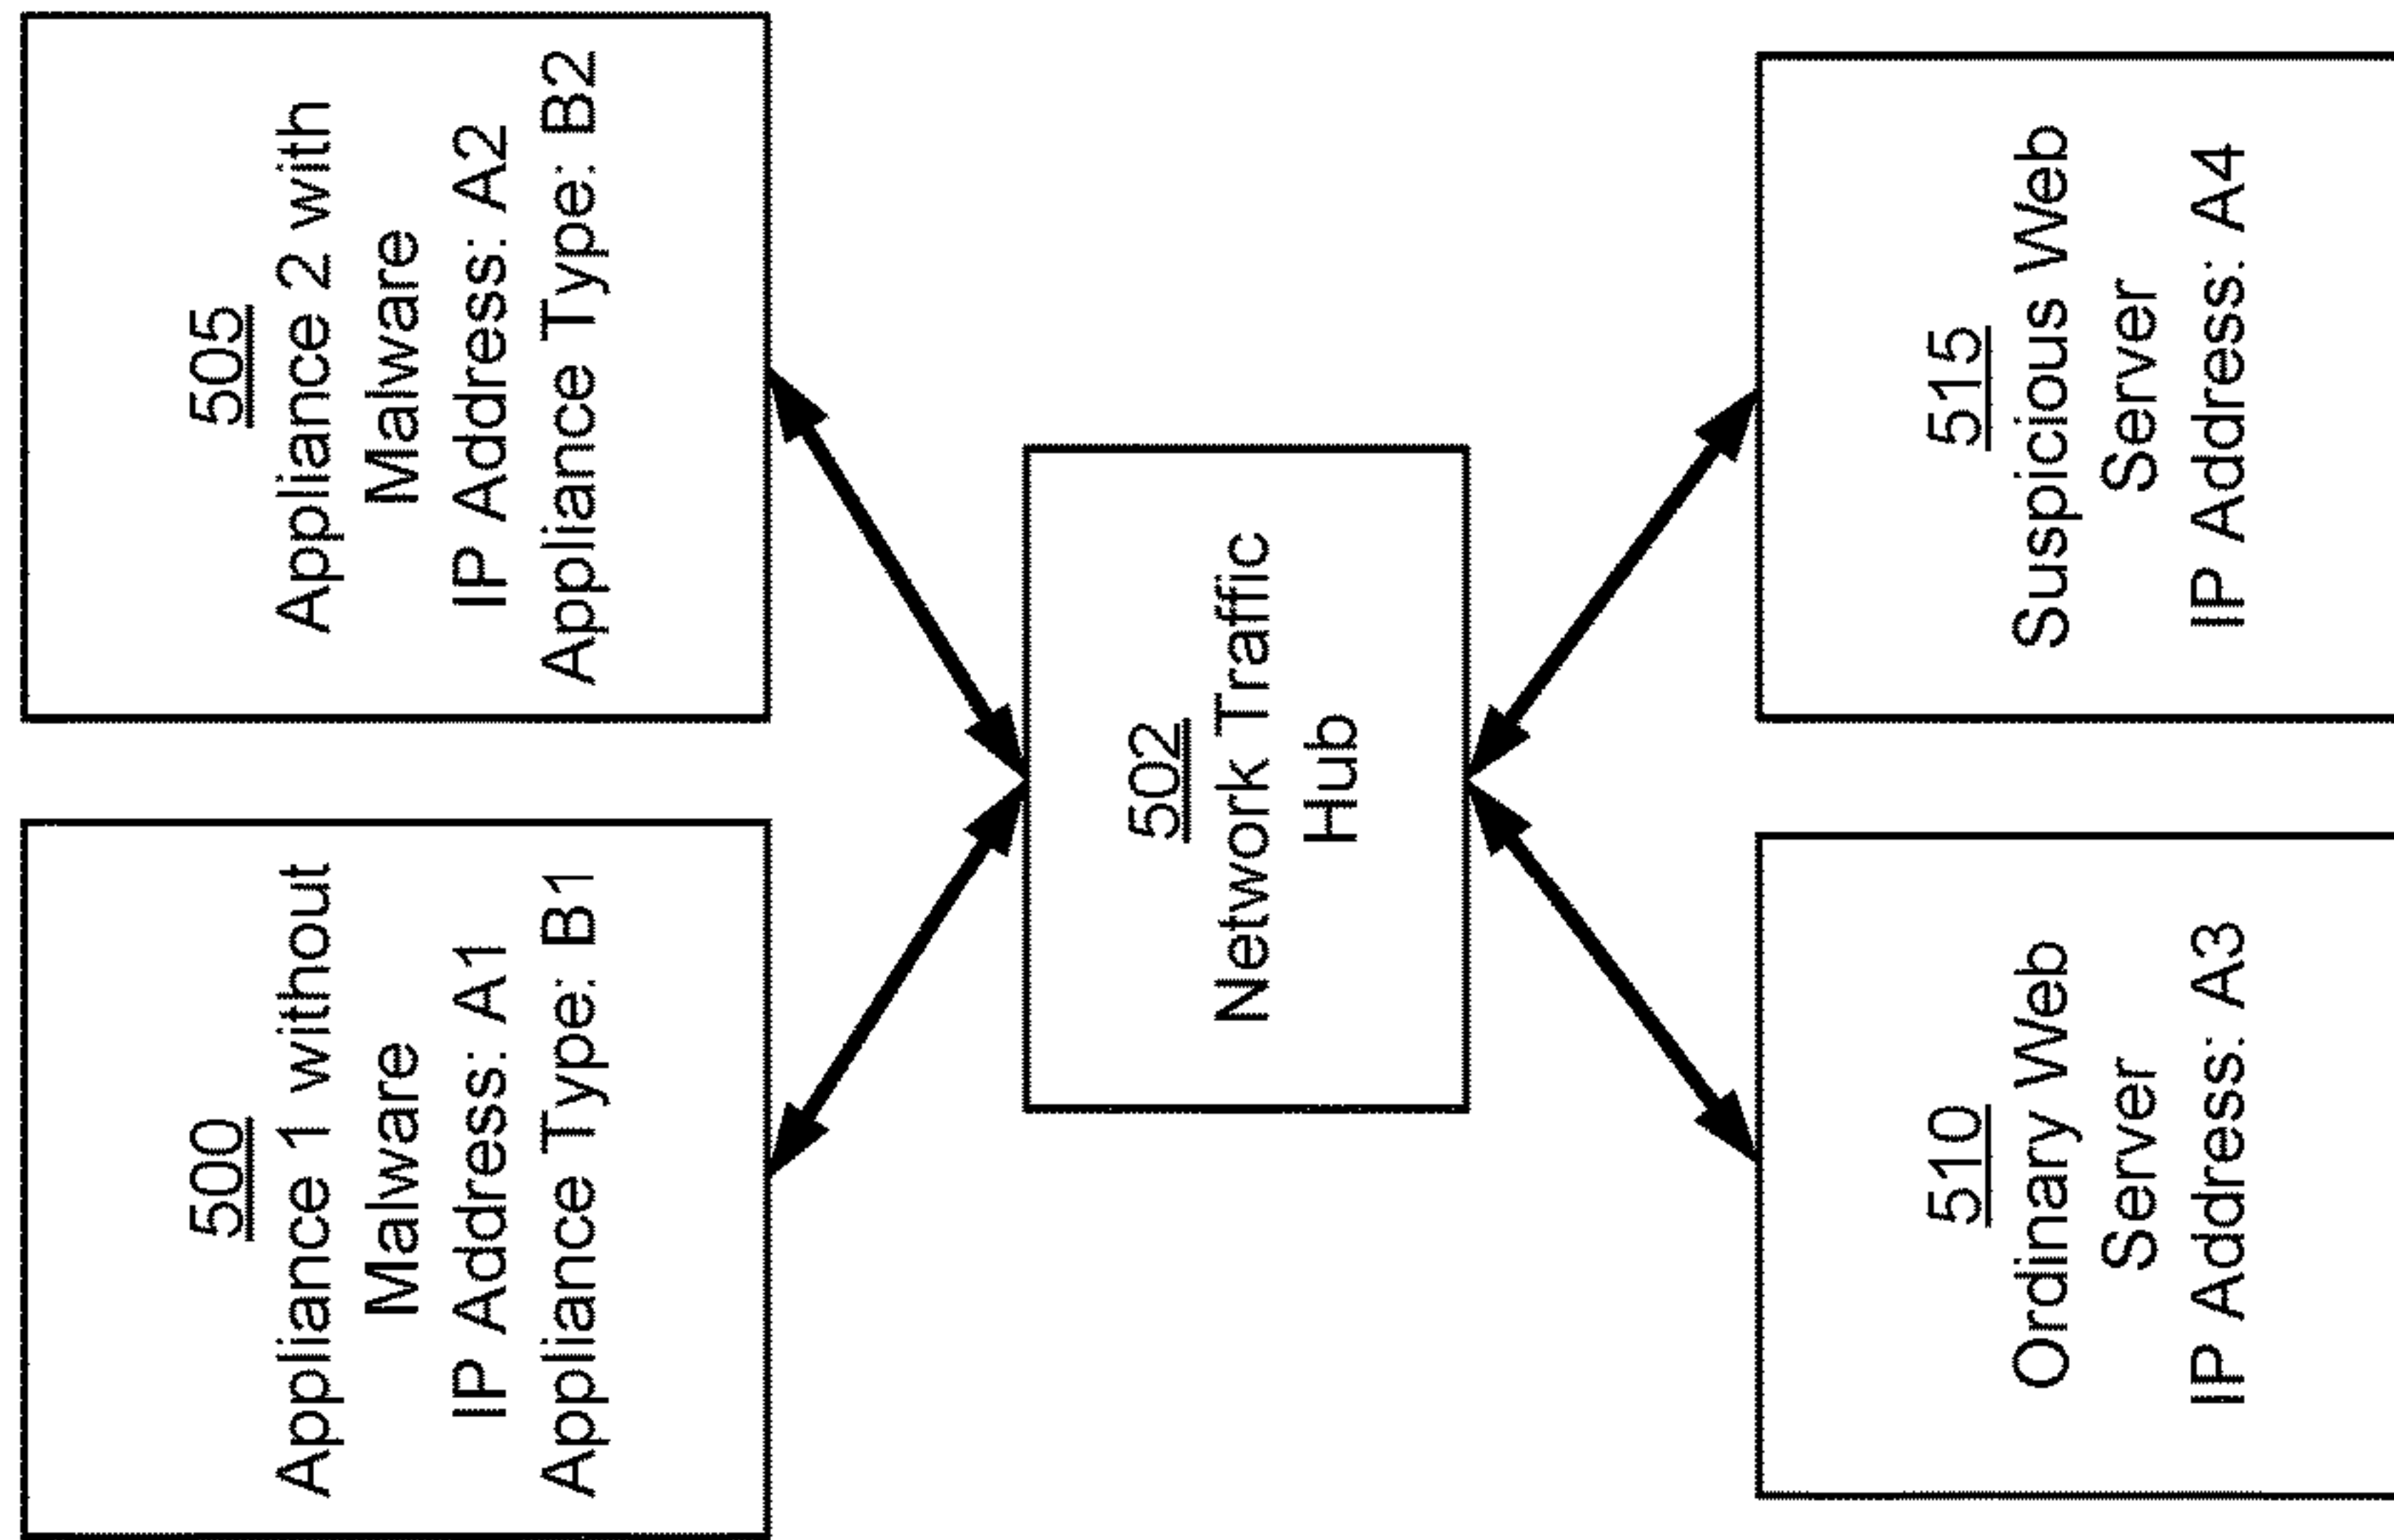 500
Appliance 1 without
Malware
IP Address: A1
Appliance Type: B1
505
Appliance 2 with
Malware
IP Address: A2
Appliance Type: B2
502
Network Traffic
Hub
510
Ordinary Web
Server
IP Address: A3
515
Suspicious Web
Server
IP Address: A4